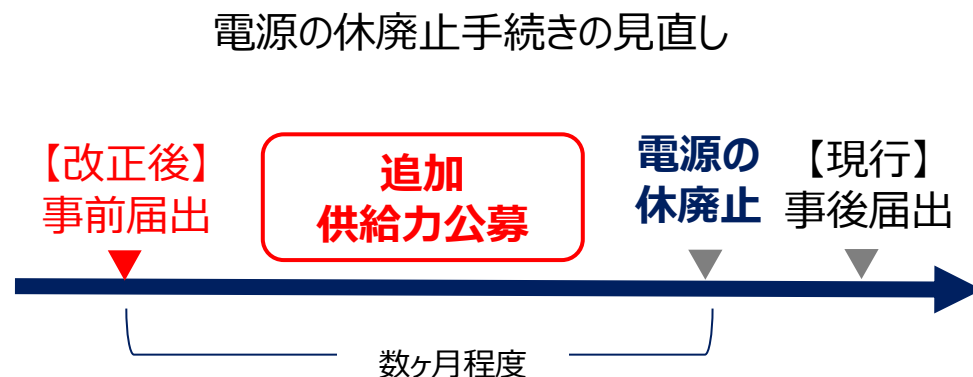 電源の休廃止手続きの見直し
【改正後】
事前届出
追加
供給力公募
電源の
休廃止
【現行】
事後届出
数ヶ月程度